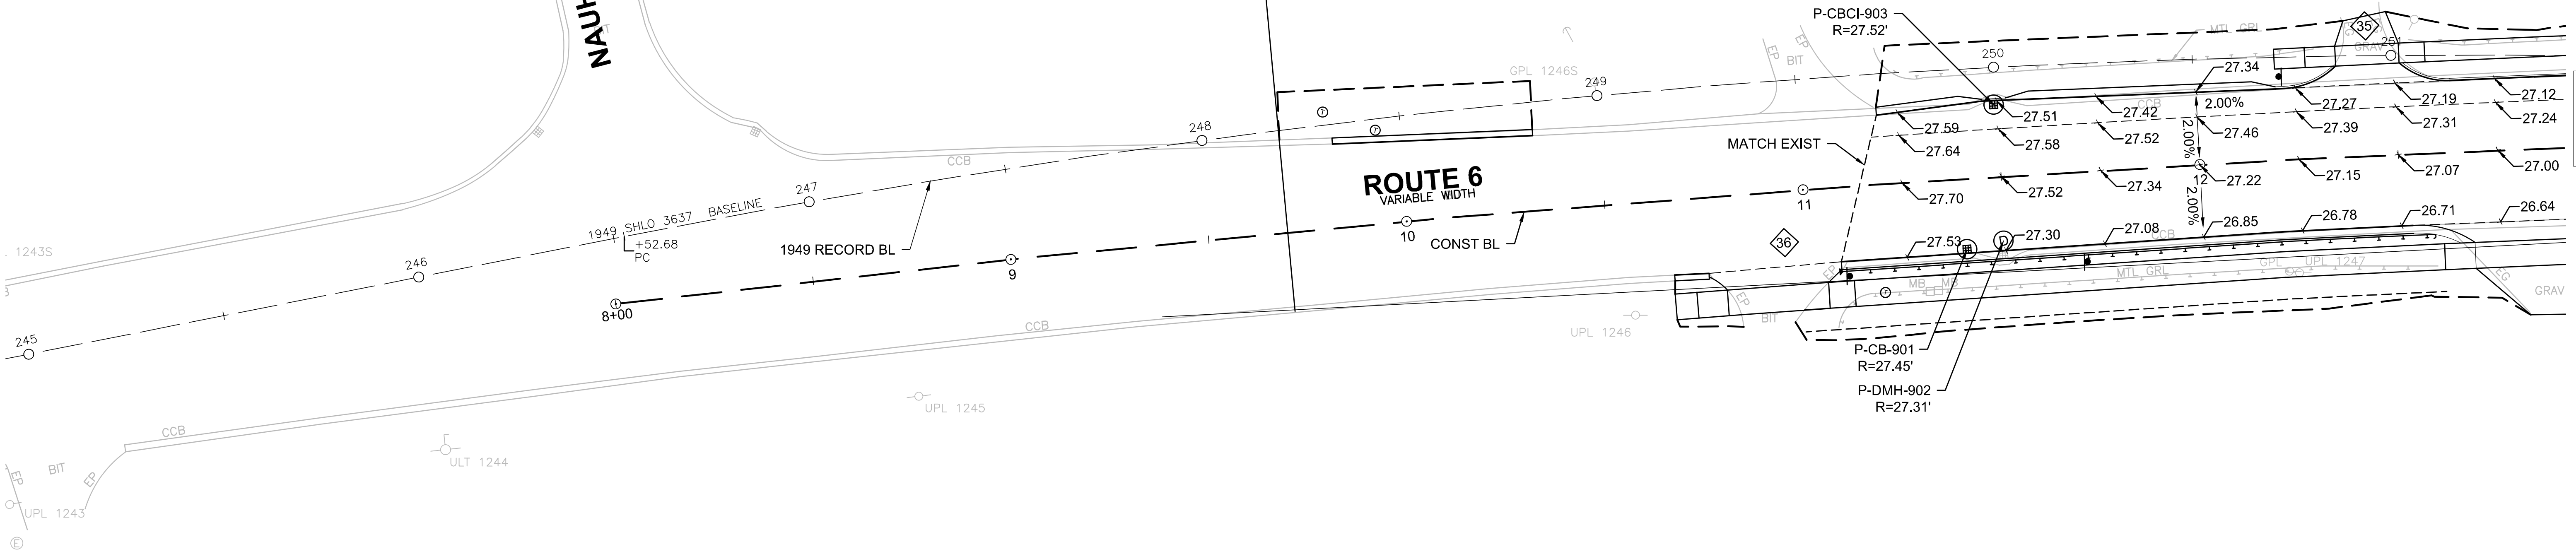 NAUH
BIT
P-CBCI-903
R=27.52'
250
MTL GRL
35
GRAV
251
EP
EP
BIT
GPL 1246S
249
27.34
CCB
2.00%
27.59
27.51
27.42
27.27
27.19
27.12
248
27.64
27.58
27.52
27.46
27.39
27.31
27.24
MATCH EXIST
2.00%
CCB
247
ROUTE 6
VARIABLE WIDTH
11
27.70
27.52
27.34
12
27.22
27.15
27.07
27.00
2.00%
1949 SHLO 3637 BASELINE
+52.68
PC
1949 RECORD BL
10
CONST BL
36
27.53
27.30
27.08
CCB
26.85
26.78
26.71
26.64
1243S
246
9
8+00
EP
EP
MB
MB
MTL GRL
GPL
UPL 1247
EG
GRAV
BIT
245
CCB
UPL 1246
P-CB-901
R=27.45'
P-DMH-902
R=27.31'
UPL 1245
CCB
ULT 1244
BIT
EP
EP
UPL 1243
E